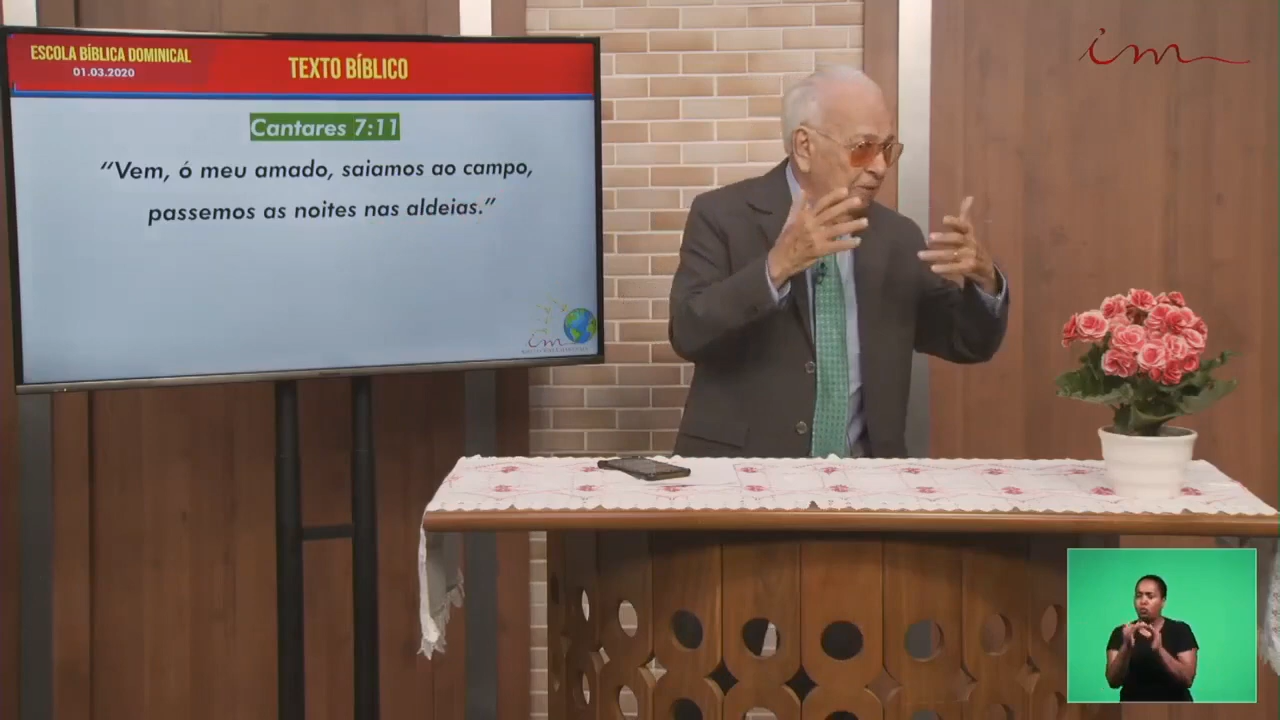 ESCOLA BÍBLICA DOMINICAL
01.03.2020
TEXTO BÍBLICO
Cantares 7:11
“Vem, ó meu amado, saiamos ao campo,
passemos as noites nas aldeias.”
im
im